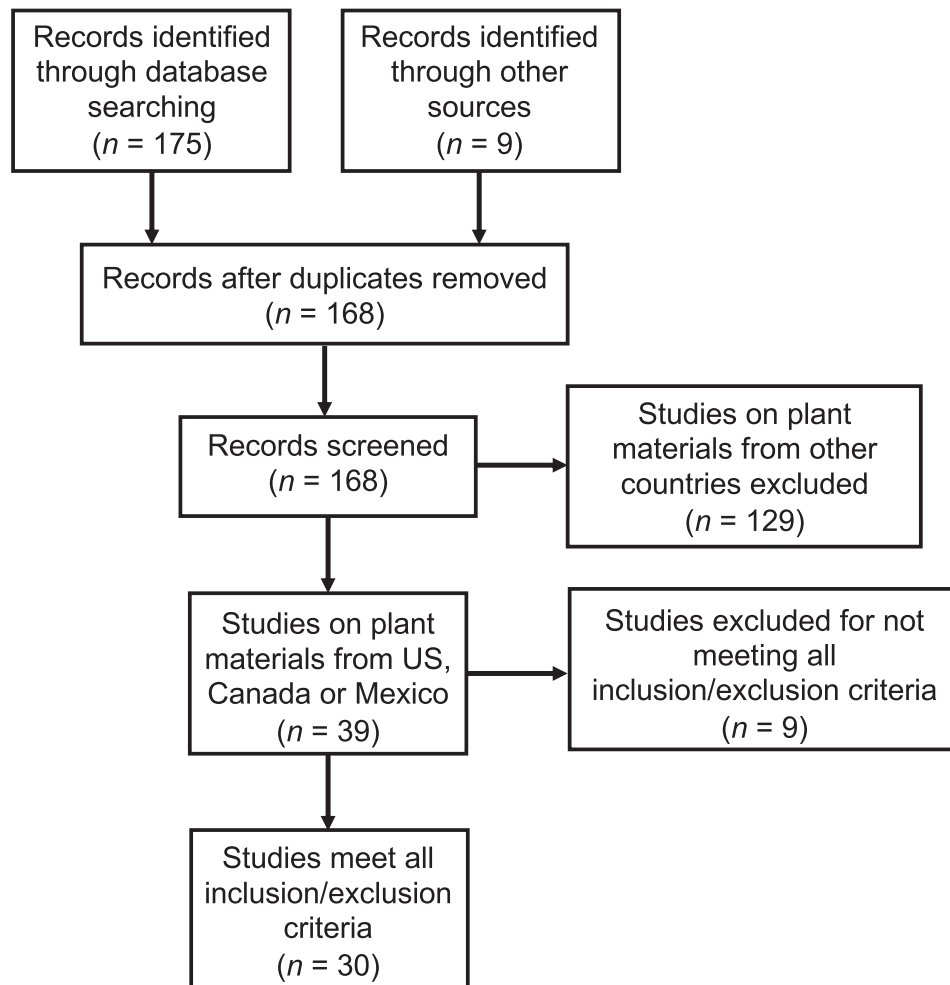 Records identified
through database
searching
(n = 175)
Records identified
through other
sources
(n = 9)
Records after duplicates removed
(n = 168)
Records screened
(n = 168)
Studies on plant
materials from other
countries excluded
(n = 129)
Studies on plant
materials from US,
Canada or Mexico
(n = 39)
Studies excluded for not
meeting all
inclusion/exclusion criteria
(n = 9)
Studies meet all
inclusion/exclusion
criteria
(n = 30)